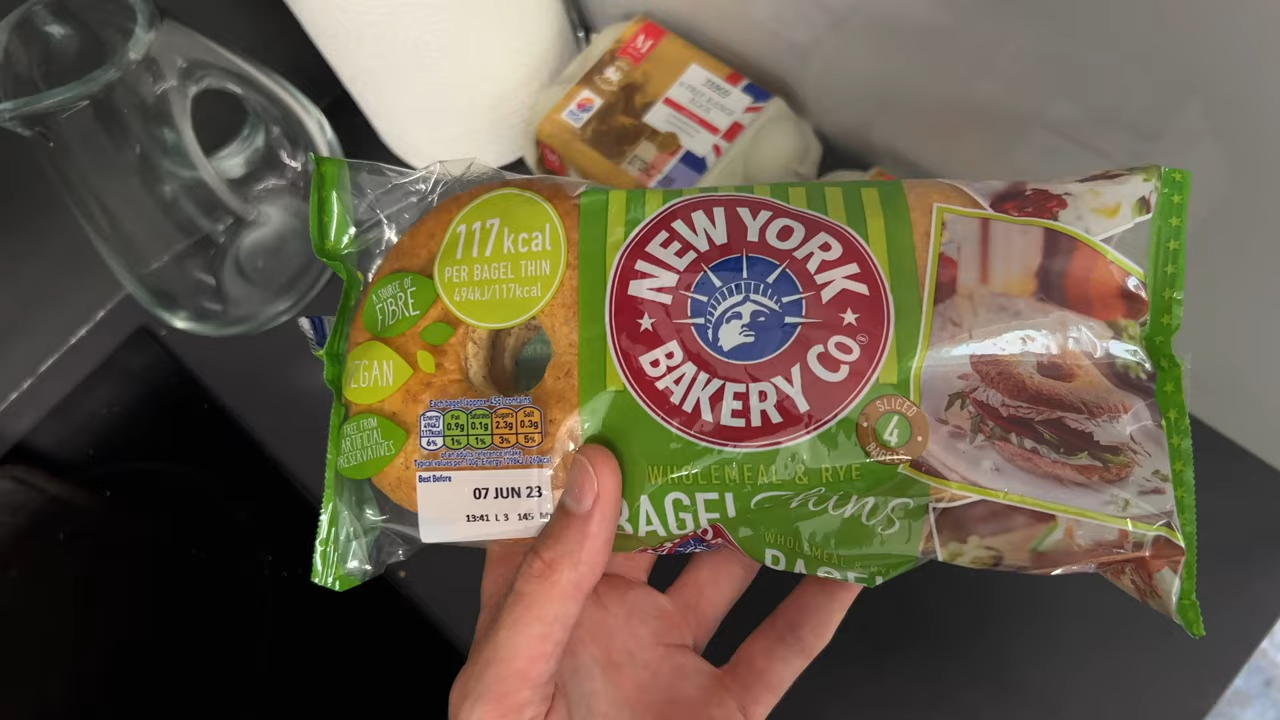 M
TESCO
117kcal
PER BAGEL THIN
494kJ/117kcal
A SOURCE OF
FIBRE
EGAN
FREE FROM
ARTIFICIAL
PRESERVATIVES
Each bagel (approx. 45g) contains
Energy Fat Saturates Sugars Salt
494kJ 0.9g 0.1g 2.3g 0.3g
117kcal
6% 1% 1% 3% 5%
of an adult's reference intake
Typical values per 100g: Energy 1098kJ / 260kcal
Best Before
07 JUN 23
13:41 L 3 145 M
NEW YORK
BAKERY CO®
SLICED
4
BAGELS
WHOLEMEAL & RYE
BAGEL thins
WHOLEMEAL & RYE
BAGEL